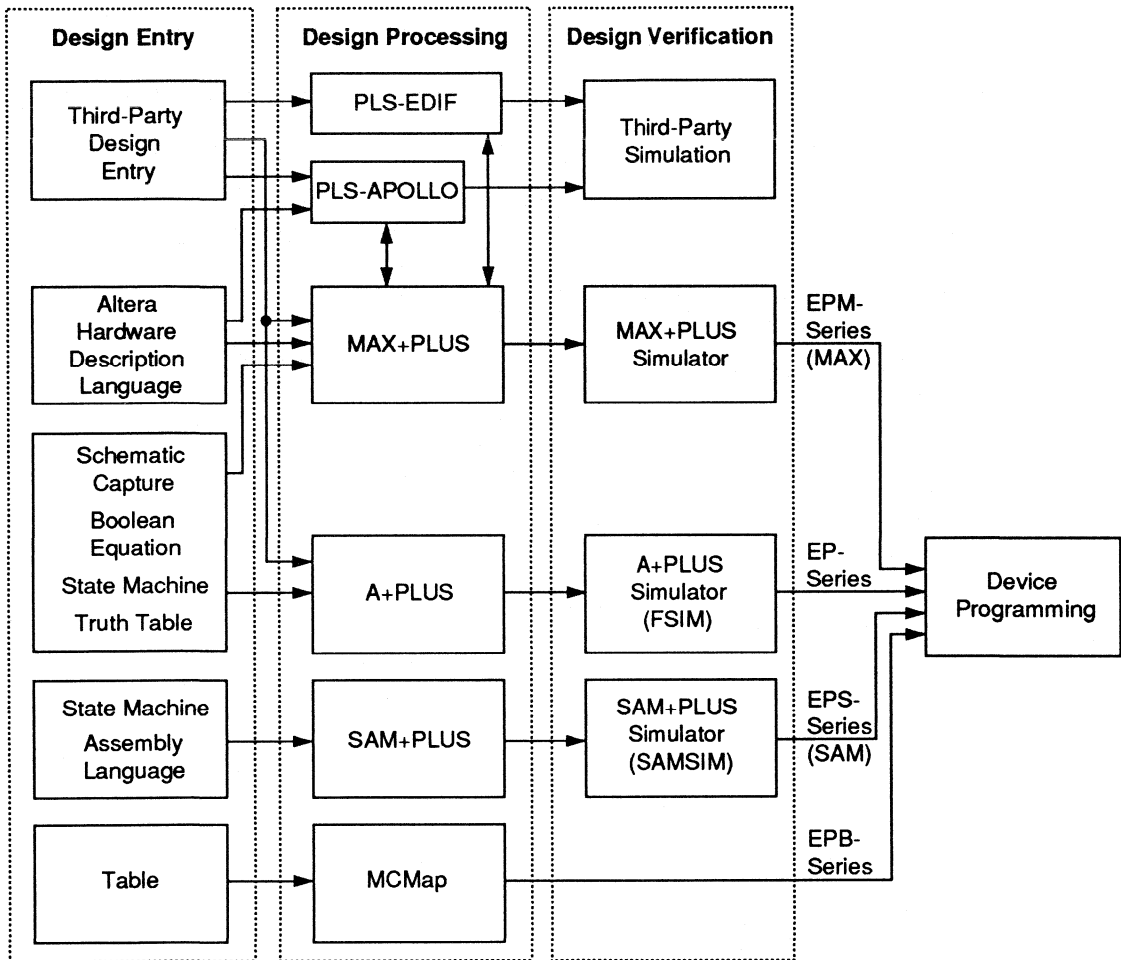 Design Entry
Design Processing
Design Verification
Third-Party
Design
Entry
PLS-EDIF
PLS-APOLLO
Third-Party
Simulation
Altera
Hardware
Description
Language
MAX+PLUS
MAX+PLUS
Simulator
EPM-
Series
(MAX)
Schematic
Capture
Boolean
Equation
State Machine
Truth Table
A+PLUS
A+PLUS
Simulator
(FSIM)
EP-
Series
Device
Programming
State Machine
Assembly
Language
SAM+PLUS
SAM+PLUS
Simulator
(SAMSIM)
EPS-
Series
(SAM)
Table
MCMap
EPB-
Series